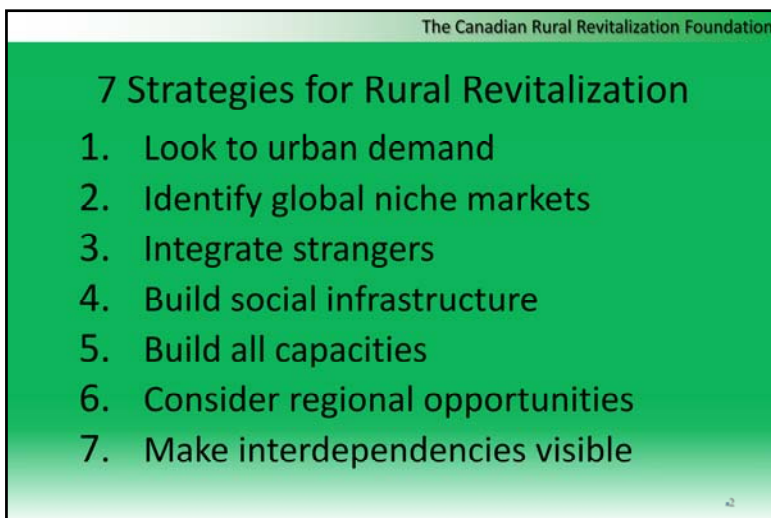 The Canadian Rural Revitalization Foundation
7 Strategies for Rural Revitalization
1. Look to urban demand
2. Identify global niche markets
3. Integrate strangers
4. Build social infrastructure
5. Build all capacities
6. Consider regional opportunities
7. Make interdependencies visible
•2